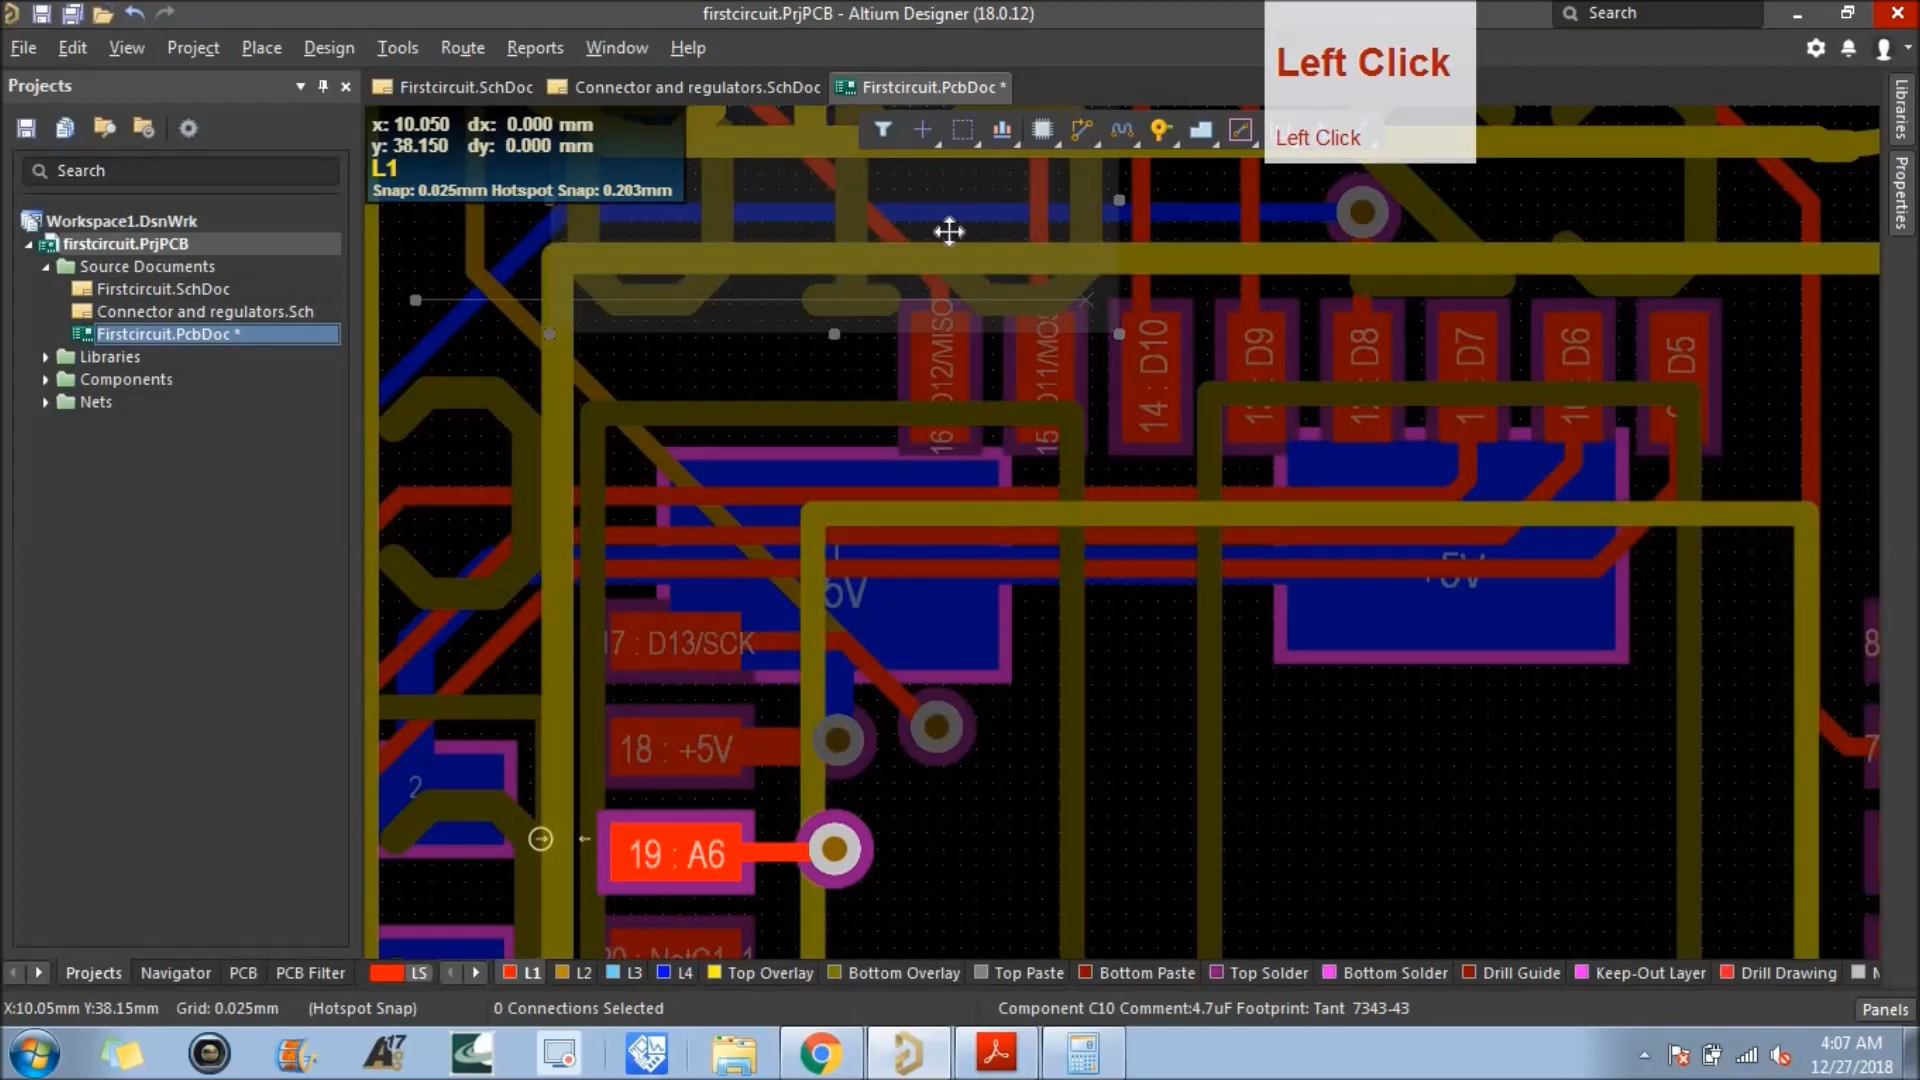 firstcircuit.PrjPCB - Altium Designer (18.0.12)
Search
File Edit View Project Place Design Tools Route Reports Window Help
Left Click
Left Click
Projects
Firstcircuit.SchDoc
Connector and regulators.SchDoc
Firstcircuit.PcbDoc *
Libraries
Properties
x: 10.050 dx: 0.000 mm
y: 38.150 dy: 0.000 mm
L1
Snap: 0.025mm Hotspot Snap: 0.203mm
Search
Workspace1.DsnWrk
firstcircuit.PrjPCB
Source Documents
Firstcircuit.SchDoc
Connector and regulators.Sch
Firstcircuit.PcbDoc *
Libraries
Components
Nets
14 : D10
D9
D8
D7
D6
D5
16
D12/MISO
15
5V
+5V
D13/SCK
18 : +5V
2
19 : A6
8
7
Projects Navigator PCB PCB Filter
LS L1 L2 L3 L4 Top Overlay Bottom Overlay Top Paste Bottom Paste Top Solder Bottom Solder Drill Guide Keep-Out Layer Drill Drawing
X:10.05mm Y:38.15mm Grid: 0.025mm (Hotspot Snap) 0 Connections Selected Component C10 Comment:4.7uF Footprint: Tant 7343-43 Panels
17
4:07 AM
12/27/2018